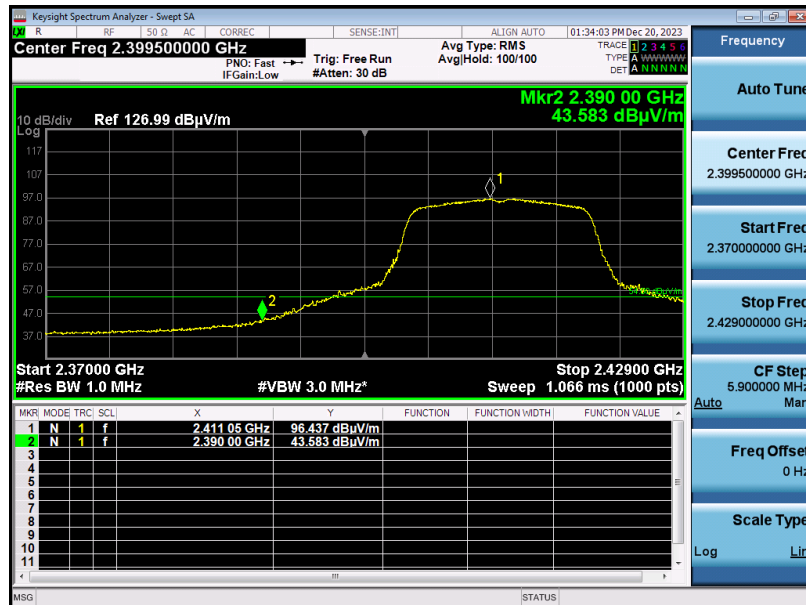 Keysight Spectrum Analyzer - Swept SA
LXI R RF 50 Ω AC CORREC SENSE:INT ALIGN AUTO 01:34:03 PM Dec 20, 2023
Center Freq 2.399500000 GHz
PNO: Fast
IFGain:Low
Trig: Free Run
#Atten: 30 dB
Avg Type: RMS
Avg|Hold: 100/100
TRACE 1 2 3 4 5 6
TYPE A W W W W W
DET A N N N N N
Mkr2 2.390 00 GHz
43.583 dBµV/m
10 dB/div Ref 126.99 dBµV/m
Log
117
107
97.0
87.0
77.0
67.0
57.0
47.0
37.0
1
2
Start 2.37000 GHz Stop 2.42900 GHz
#Res BW 1.0 MHz #VBW 3.0 MHz* Sweep 1.066 ms (1000 pts)
MKR MODE TRC SCL X Y FUNCTION FUNCTION WIDTH FUNCTION VALUE
1 N 1 f 2.411 05 GHz 96.437 dBµV/m
2 N 1 f 2.390 00 GHz 43.583 dBµV/m
3
4
5
6
7
8
9
10
11
MSG STATUS
Frequency
Auto Tune
Center Freq
2.399500000 GHz
Start Freq
2.370000000 GHz
Stop Freq
2.429000000 GHz
CF Step
5.900000 MHz
Auto Man
Freq Offset
0 Hz
Scale Type
Log Lin